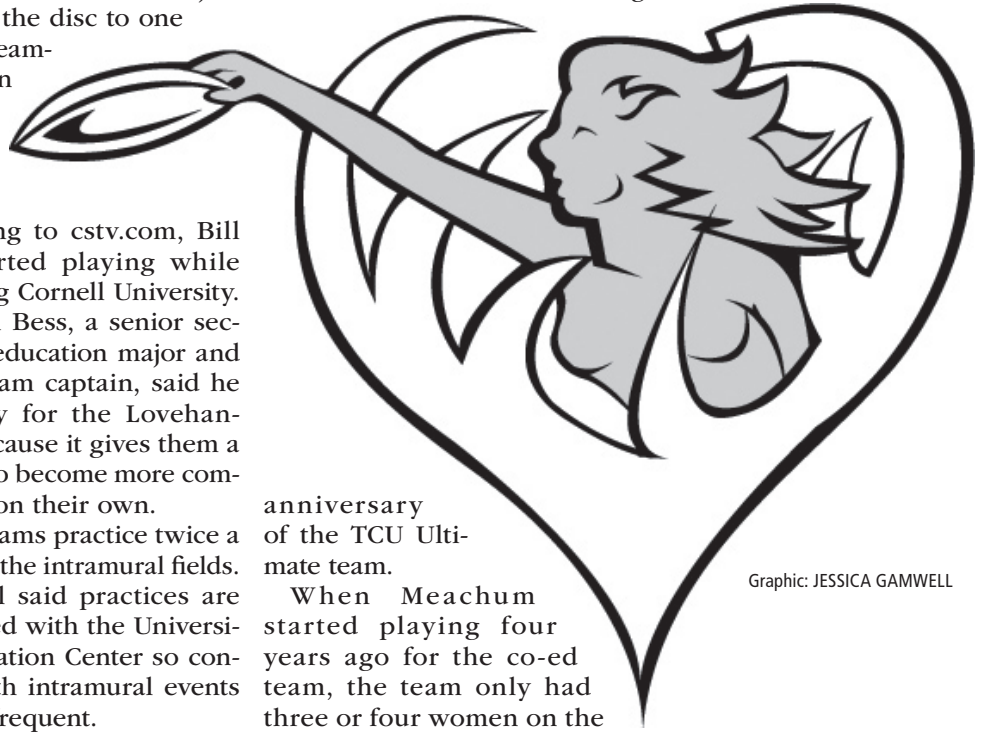 the disc to one
eam-
n
ng to cstv.com, Bill
rted playing while
g Cornell University.
Bess, a senior sec-
education major and
am captain, said he
y for the Lovehan-
cause it gives them a
o become more com-
on their own.
ams practice twice a
the intramural fields.
l said practices are
ed with the Universi-
ation Center so con-
th intramural events
requent.
anniversary
of the TCU Ulti-
mate team.
When Meachum
started playing four
years ago for the co-ed
team, the team only had
three or four women on the
Graphic: JESSICA GAMWELL